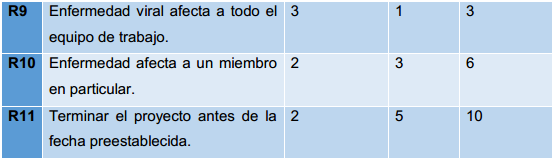 R9 Enfermedad viral afecta a todo el 3 1 3
equipo de trabajo.
R10 Enfermedad afecta a un miembro 2 3 6
en particular.
R11 Terminar el proyecto antes de la 2 5 10
fecha preestablecida.